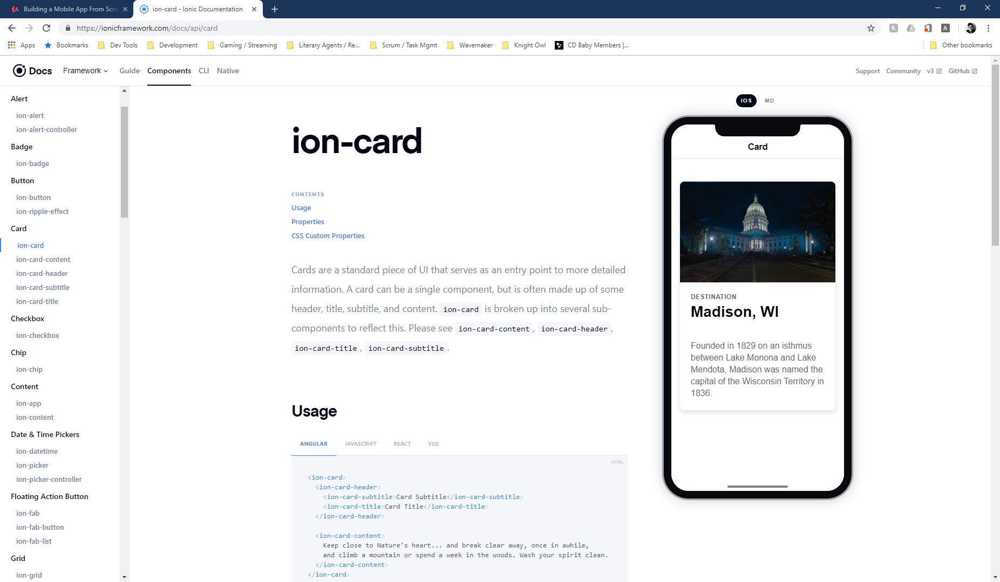 Building a Mobile App From Scra
ion-card - Ionic Documentation
https://ionicframework.com/docs/api/card
Apps
Bookmarks
Dev Tools
Development
Gaming / Streaming
Literary Agents / Re...
Scrum / Task Mgmt
Wavemaker
Knight Owl
CD Baby Members |...
Other bookmarks
Docs
Framework
Guide
Components
CLI
Native
Support
Community
v3
GitHub
Alert
ion-alert
ion-alert-controller
Badge
ion-badge
Button
ion-button
ion-ripple-effect
Card
ion-card
ion-card-content
ion-card-header
ion-card-subtitle
ion-card-title
Checkbox
ion-checkbox
Chip
ion-chip
Content
ion-app
ion-content
Date & Time Pickers
ion-datetime
ion-picker
ion-picker-controller
Floating Action Button
ion-fab
ion-fab-button
ion-fab-list
Grid
ion-grid
ion-card
CONTENTS
Usage
Properties
CSS Custom Properties
Cards are a standard piece of UI that serves as an entry point to more detailed
information. A card can be a single component, but is often made up of some
header, title, subtitle, and content. ion-card is broken up into several sub-
components to reflect this. Please see ion-card-content, ion-card-header,
ion-card-title, ion-card-subtitle.
Usage
ANGULAR
JAVASCRIPT
REACT
VUE
HTML
<ion-card>
  <ion-card-header>
    <ion-card-subtitle>Card Subtitle</ion-card-subtitle>
    <ion-card-title>Card Title</ion-card-title>
  </ion-card-header>
  <ion-card-content>
    Keep close to Nature's heart... and break clear away, once in awhile,
    and climb a mountain or spend a week in the woods. Wash your spirit clean.
  </ion-card-content>
</ion-card>
IOS
MD
Card
DESTINATION
Madison, WI
Founded in 1829 on an isthmus
between Lake Monona and Lake
Mendota, Madison was named the
capital of the Wisconsin Territory in
1836.